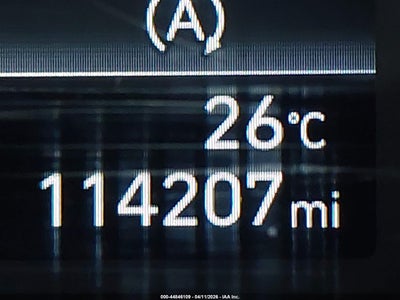 (A)
26°C
114207 mi
000-44846109 - 04/11/2026 - IAA Inc.